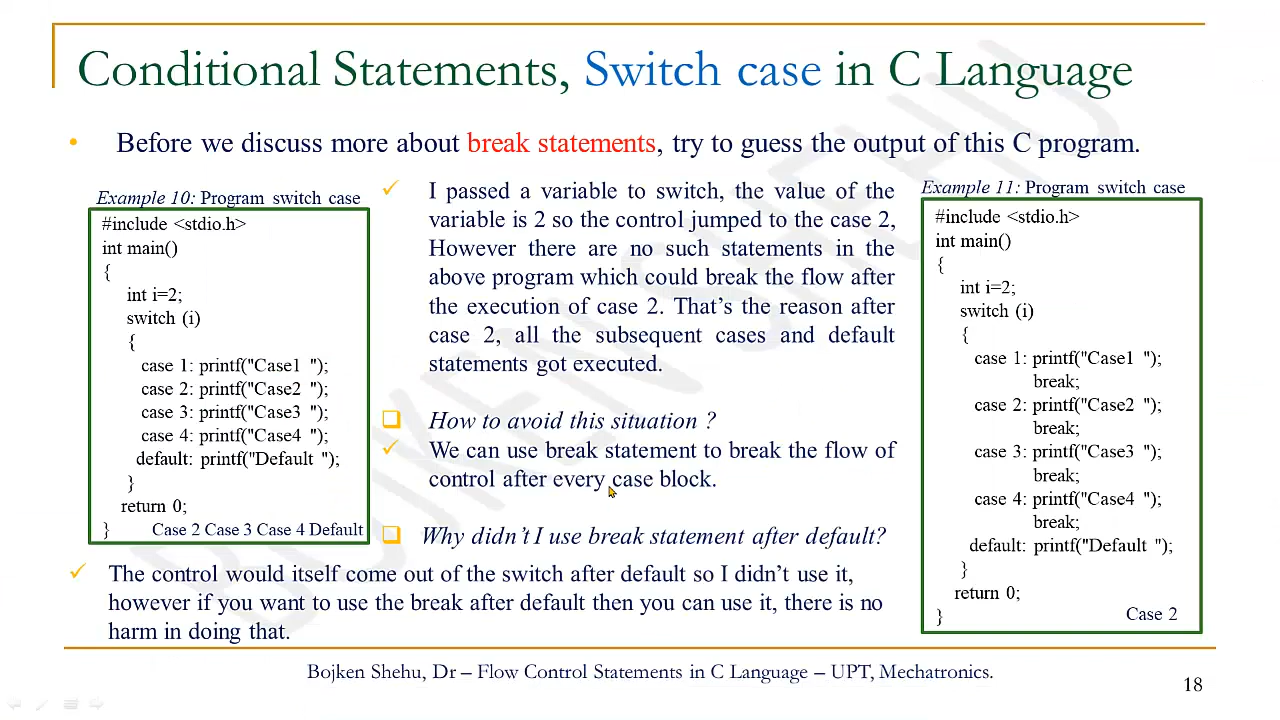 Conditional Statements, Switch case in C Language
• Before we discuss more about break statements, try to guess the output of this C program.
Example 10: Program switch case
#include <stdio.h>
int main()
{
int i=2;
switch (i)
{
case 1: printf("Case1 ");
case 2: printf("Case2 ");
case 3: printf("Case3 ");
case 4: printf("Case4 ");
default: printf("Default ");
}
return 0;
} Case 2 Case 3 Case 4 Default
✓ I passed a variable to switch, the value of the
variable is 2 so the control jumped to the case 2,
However there are no such statements in the
above program which could break the flow after
the execution of case 2. That's the reason after
case 2, all the subsequent cases and default
statements got executed.
❑ How to avoid this situation ?
✓ We can use break statement to break the flow of
control after every case block.
❑ Why didn't I use break statement after default?
✓ The control would itself come out of the switch after default so I didn't use it,
however if you want to use the break after default then you can use it, there is no
harm in doing that.
Example 11: Program switch case
#include <stdio.h>
int main()
{
int i=2;
switch (i)
{
case 1: printf("Case1 ");
break;
case 2: printf("Case2 ");
break;
case 3: printf("Case3 ");
break;
case 4: printf("Case4 ");
break;
default: printf("Default ");
}
return 0;
} Case 2
BOJKEN SHEHU
Bojken Shehu, Dr – Flow Control Statements in C Language – UPT, Mechatronics.
18